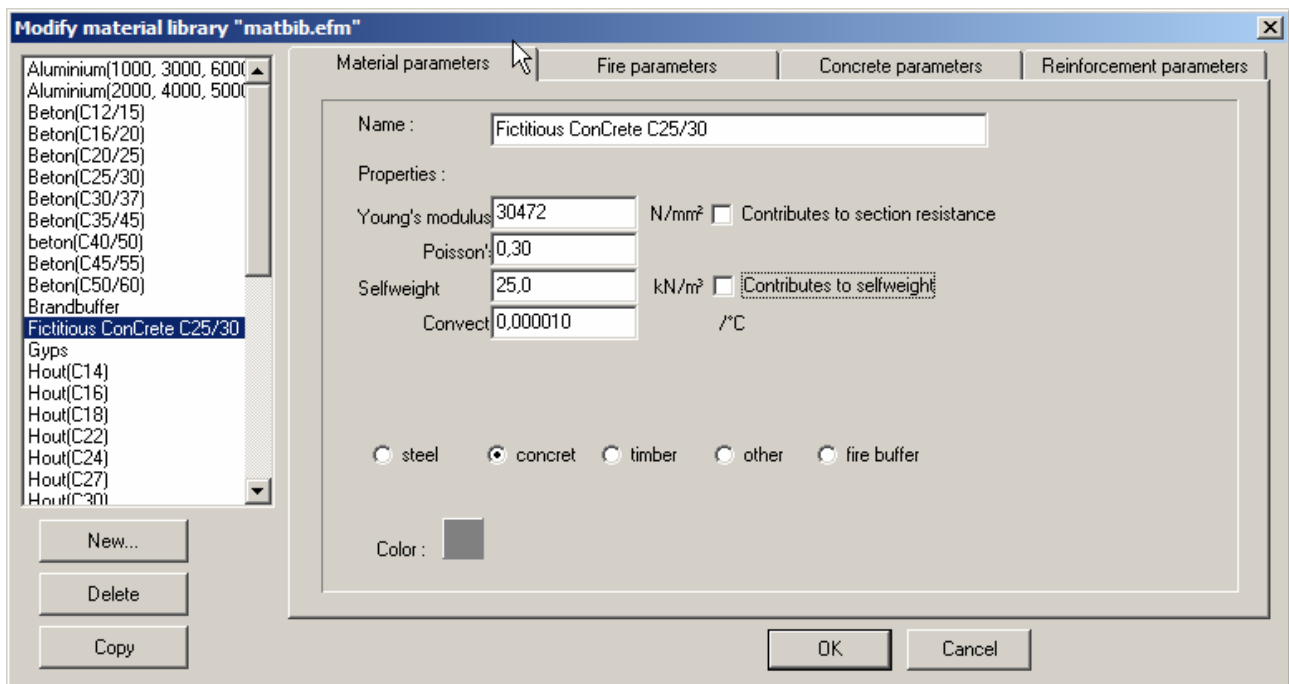 Modify material library "matbib.efm"
Aluminium(1000, 3000, 6000
Aluminium(2000, 4000, 5000
Beton(C12/15)
Beton(C16/20)
Beton(C20/25)
Beton(C25/30)
Beton(C30/37)
Beton(C35/45)
beton(C40/50)
Beton(C45/55)
Beton(C50/60)
Brandbuffer
Fictitious ConCrete C25/30
Gyps
Hout(C14)
Hout(C16)
Hout(C18)
Hout(C22)
Hout(C24)
Hout(C27)
Hout(C30)
New...
Delete
Copy
Material parameters Fire parameters Concrete parameters Reinforcement parameters
Name : Fictitious ConCrete C25/30
Properties :
Young's modulus 30472 N/mm² Contributes to section resistance
Poisson's 0,30
Selfweight 25,0 kN/m³ Contributes to selfweight
Convect 0,000010 /°C
steel concret timber other fire buffer
Color :
OK Cancel